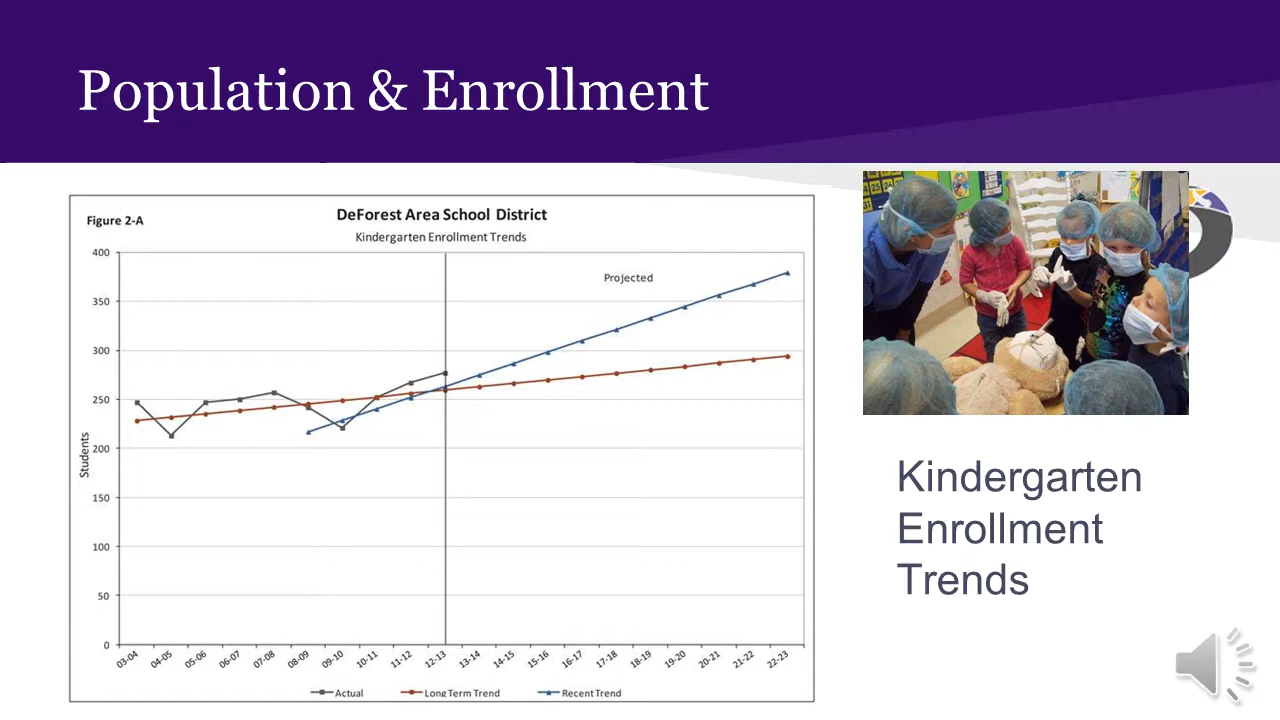 Population & Enrollment
Figure 2-A
DeForest Area School District
Kindergarten Enrollment Trends
Projected
400
350
300
250
200
150
100
50
0
Students
03-04
04-05
05-06
06-07
07-08
08-09
09-10
10-11
11-12
12-13
13-14
14-15
15-16
16-17
17-18
18-19
19-20
20-21
21-22
22-23
Actual
Long Term Trend
Recent Trend
Kindergarten
Enrollment
Trends